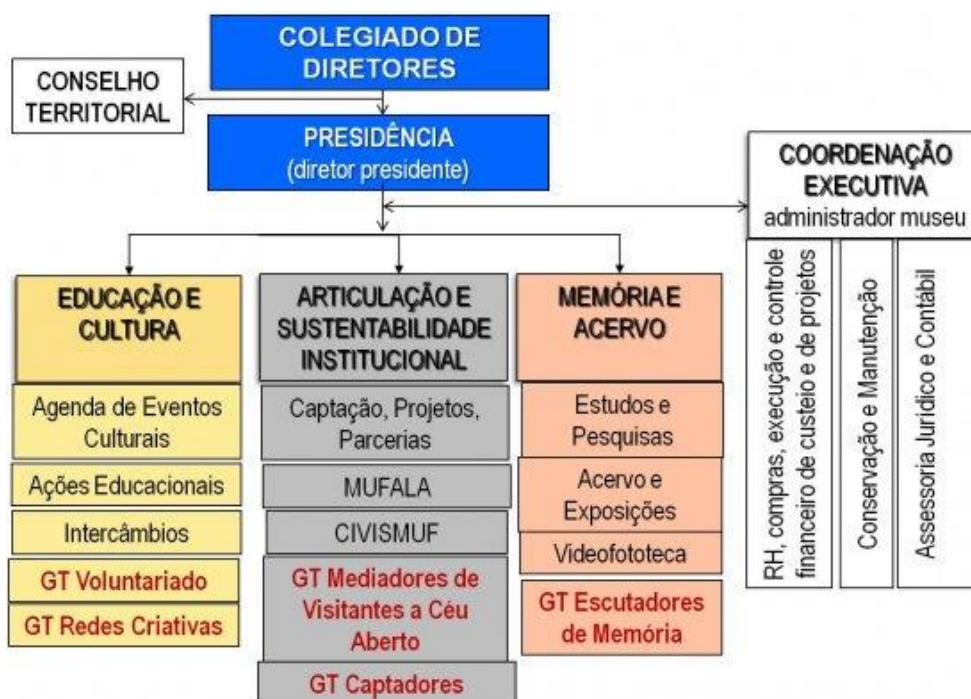 COLEGIADO DE
DIRETORES
CONSELHO
TERRITORIAL
PRESIDÊNCIA
(diretor presidente)
COORDENAÇÃO
EXECUTIVA
administrador museu
RH, compras, execução e controle
financeiro de custeio e de projetos
Conservação e Manutenção
Assessoria Jurídico e Contábil
EDUCAÇÃO E
CULTURA
Agenda de Eventos
Culturais
Ações Educacionais
Intercâmbios
GT Voluntariado
GT Redes Criativas
ARTICULAÇÃO E
SUSTENTABILIDADE
INSTITUCIONAL
Captação, Projetos,
Parcerias
MUFALA
CIVISMUF
GT Mediadores de
Visitantes a Céu
Aberto
GT Captadores
MEMÓRIA E
ACERVO
Estudos e
Pesquisas
Acervo e
Exposições
Videofototeca
GT Escutadores
de Memória